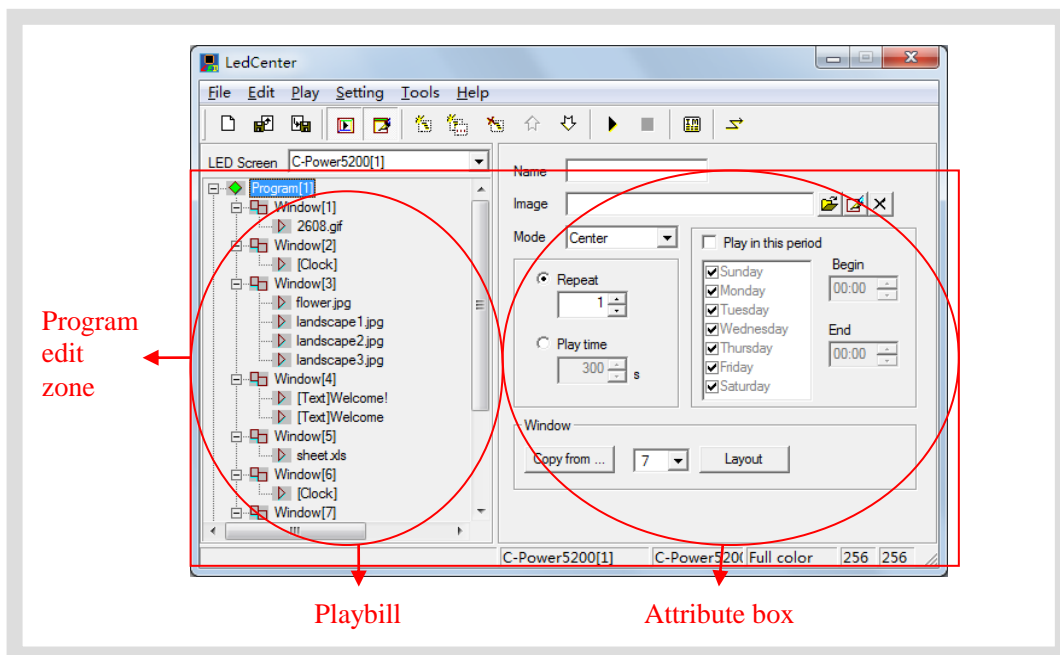 LedCenter
File Edit Play Setting Tools Help
LED Screen C-Power5200[1]
Program[1]
Window[1]
2608.gif
Window[2]
[Clock]
Window[3]
flower.jpg
landscape1.jpg
landscape2.jpg
landscape3.jpg
Window[4]
[Text]Welcome!
[Text]Welcome
Window[5]
sheet.xls
Window[6]
[Clock]
Window[7]
Name
Image
Mode Center
Repeat
1
Play time
300 s
Play in this period
Sunday
Monday
Tuesday
Wednesday
Thursday
Friday
Saturday
Begin
00:00
End
00:00
Window
Copy from ... 7 Layout
C-Power5200[1] C-Power520( Full color 256 256
Program
edit
zone
Playbill
Attribute box